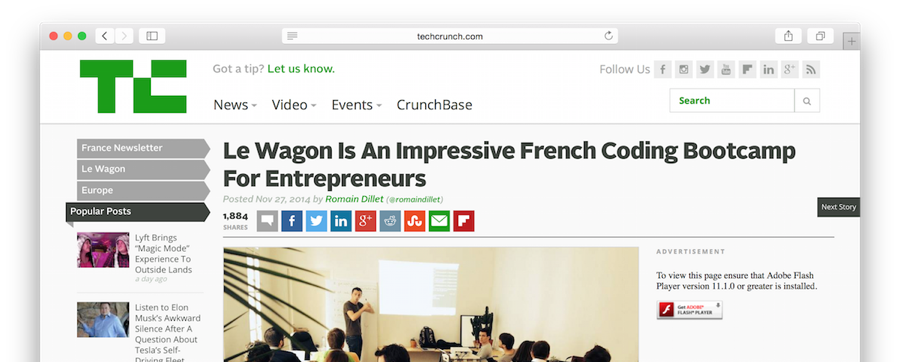 techcrunch.com
TC
Got a tip? Let us know.
Follow Us
News
Video
Events
CrunchBase
Search
France Newsletter
Le Wagon
Europe
Popular Posts
Lyft Brings
"Magic Mode"
Experience To
Outside Lands
a day ago
Listen to Elon
Musk's Awkward
Silence After A
Question About
Tesla's Self-
Driving Fleet
Le Wagon Is An Impressive French Coding Bootcamp
For Entrepreneurs
Posted Nov 27, 2014 by Romain Dillet (@romaindillet)
1,884
SHARES
Next Story
ADVERTISEMENT
To view this page ensure that Adobe Flash
Player version 11.1.0 or greater is installed.
Get ADOBE®
FLASH® PLAYER